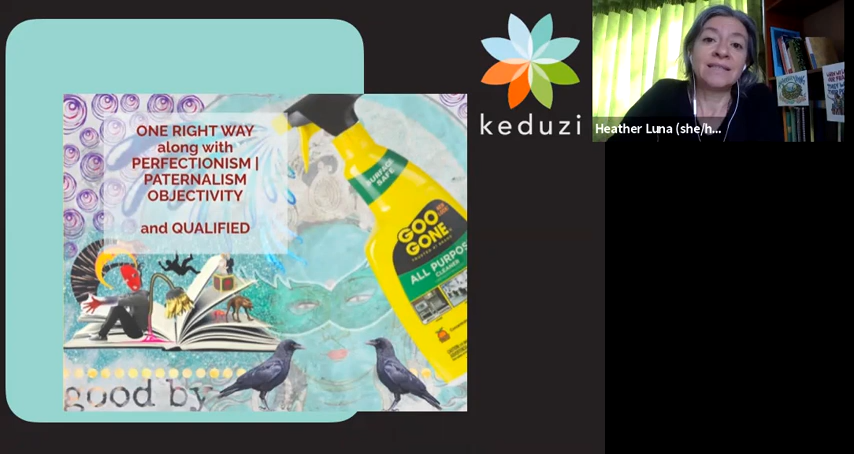 ONE RIGHT WAY
along with
PERFECTIONISM |
PATERNALISM
OBJECTIVITY
and QUALIFIED
SURFACE
SAFE
GOO
GONE
ALL PURPOS
CLEANER
good by
keduzi
Heather Luna (she/h...